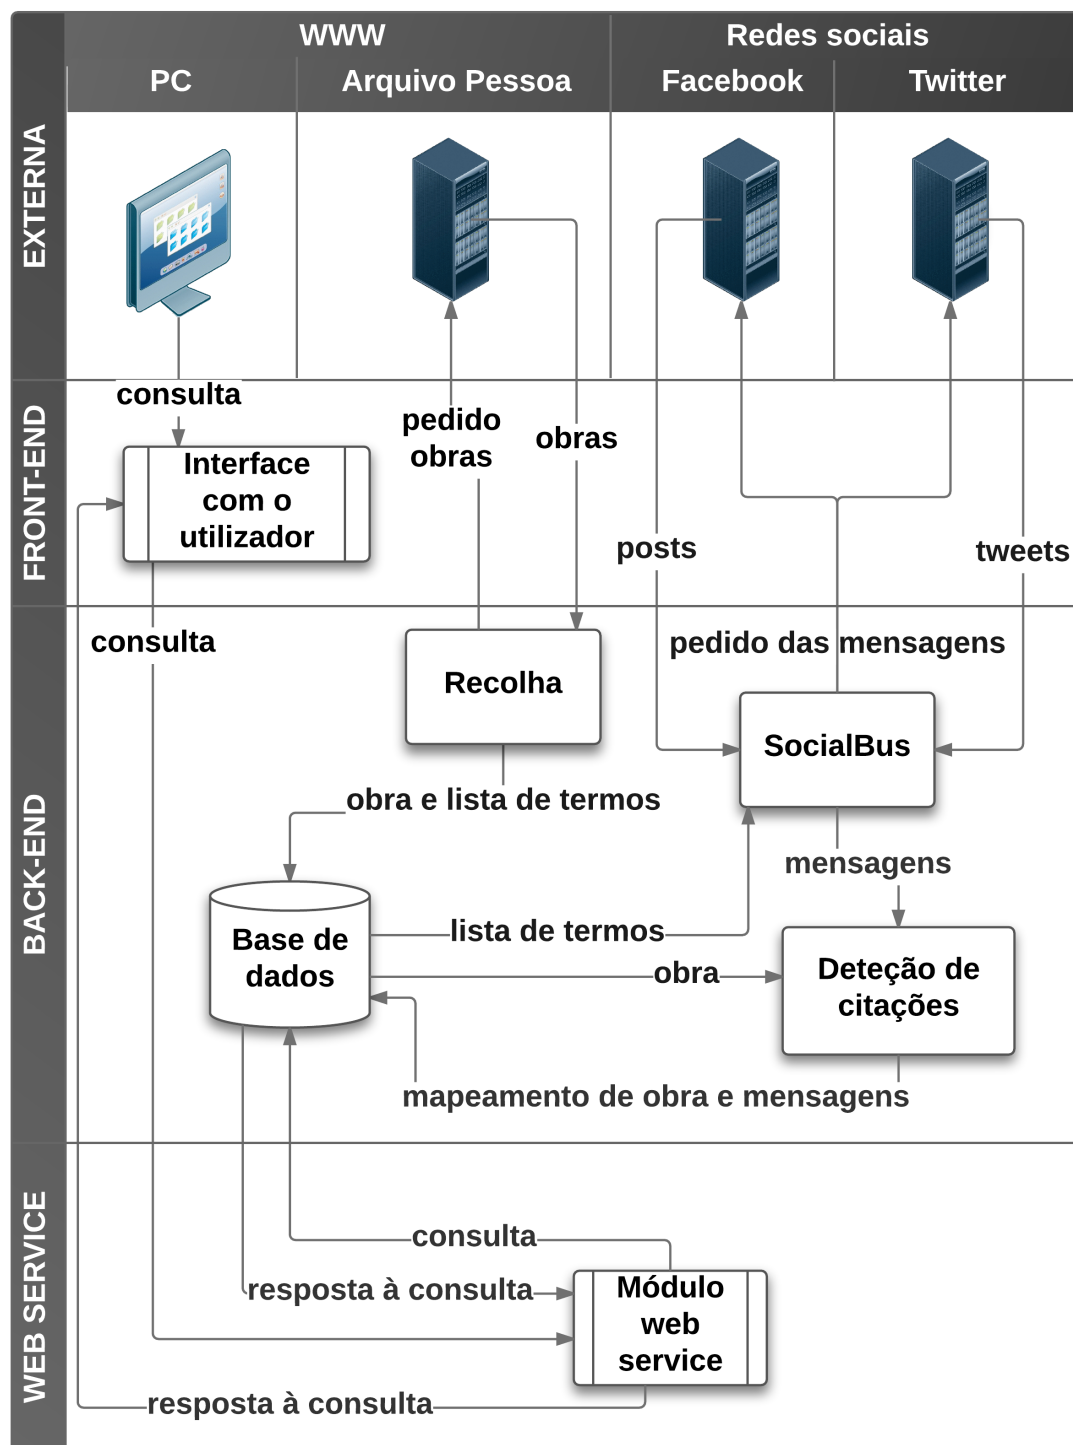 WWW
Redes sociais
PC
Arquivo Pessoa
Facebook
Twitter
EXTERNA
FRONT-END
consulta
pedido
obras
obras
Interface
com o
utilizador
posts
tweets
BACK-END
consulta
pedido das mensagens
Recolha
SocialBus
obra e lista de termos
mensagens
lista de termos
Base de
dados
obra
Deteção de
citações
mapeamento de obra e mensagens
WEB SERVICE
consulta
resposta à consulta
Módulo
web
service
resposta à consulta